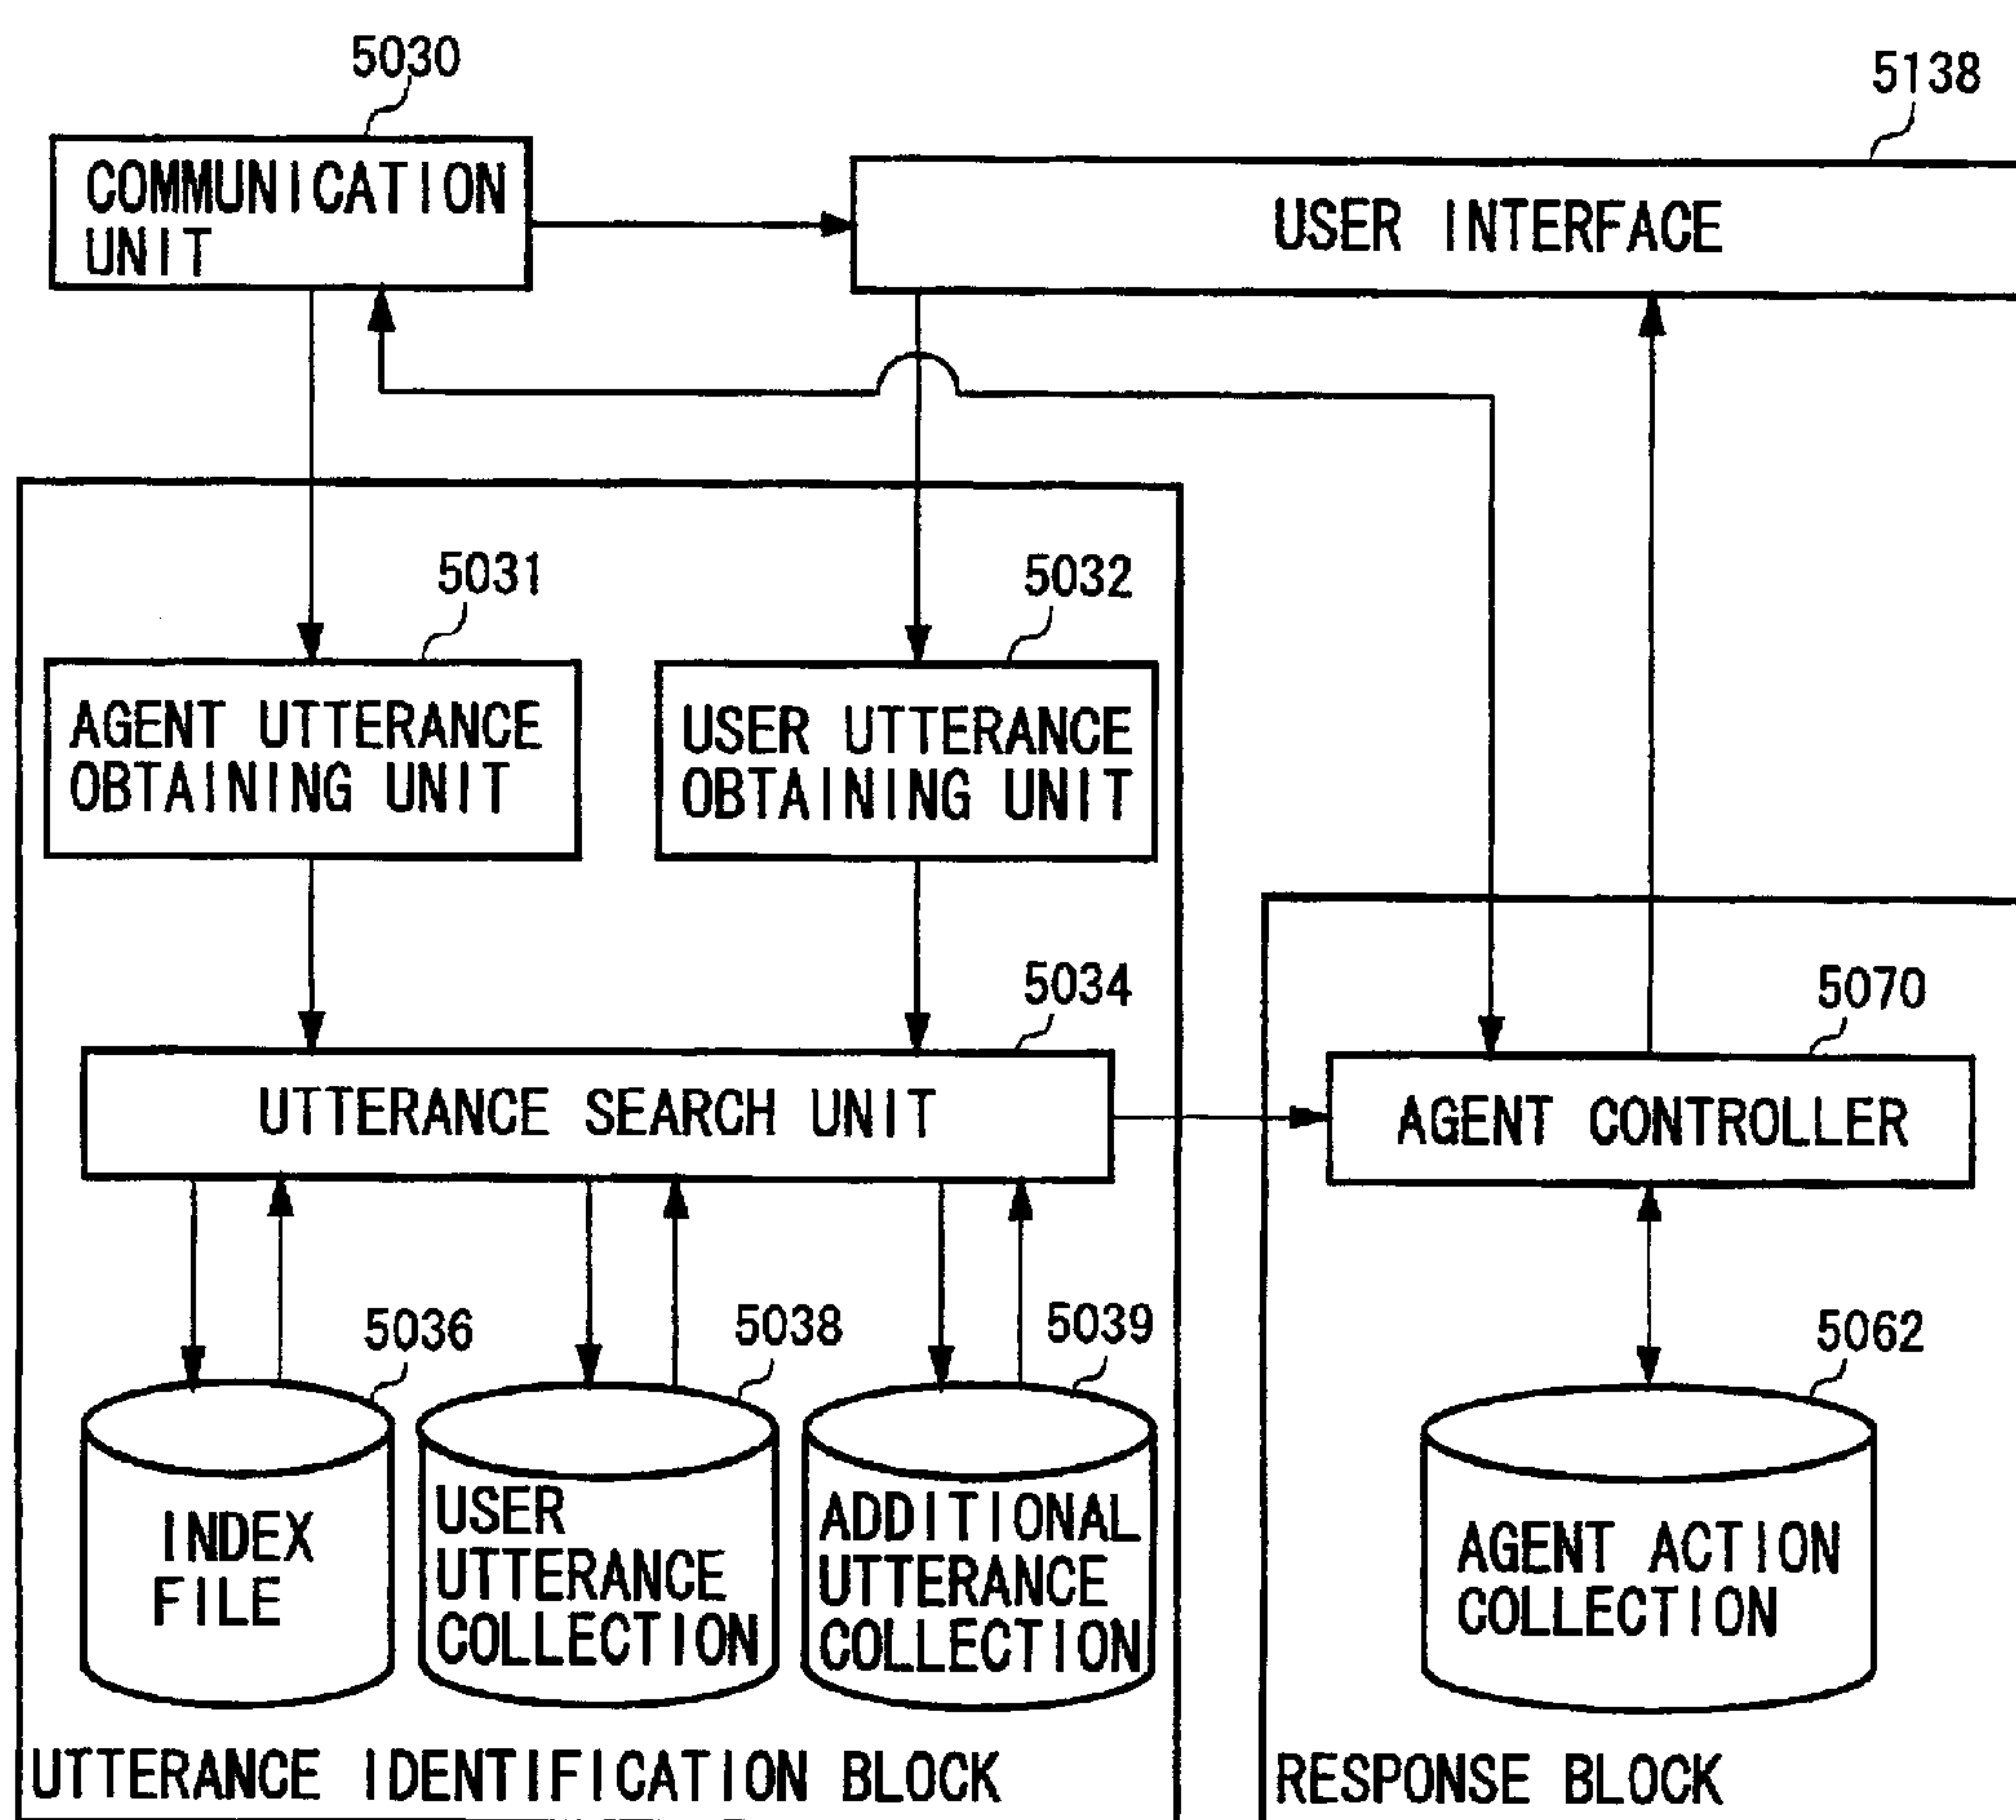 5030
5138
COMMUNICATION
UNIT
USER INTERFACE
5031
5032
AGENT UTTERANCE
OBTAINING UNIT
USER UTTERANCE
OBTAINING UNIT
5034
5070
UTTERANCE SEARCH UNIT
AGENT CONTROLLER
5036
5038
5039
5062
INDEX
FILE
USER
UTTERANCE
COLLECTION
ADDITIONAL
UTTERANCE
COLLECTION
AGENT ACTION
COLLECTION
UTTERANCE IDENTIFICATION BLOCK
RESPONSE BLOCK